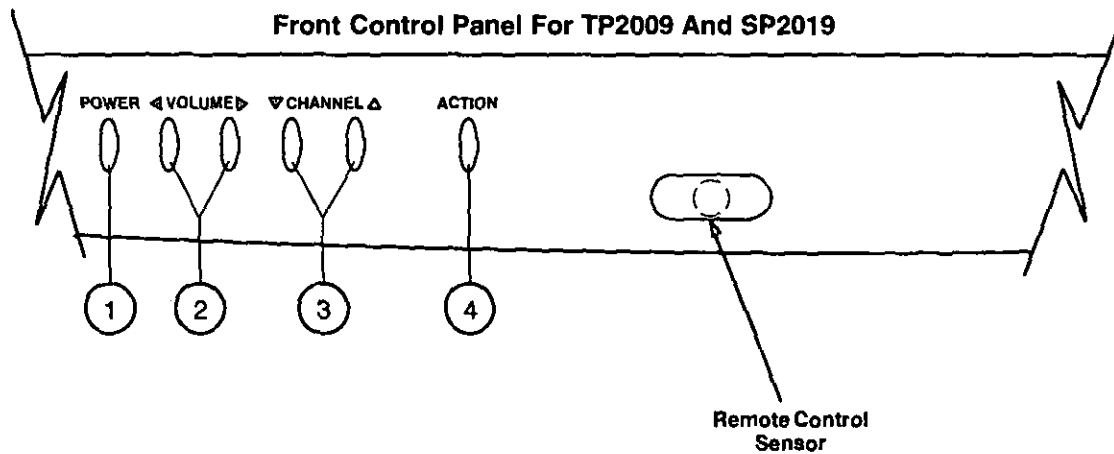 Front Control Panel For TP2009 And SP2019
POWER ◁VOLUME▷ ▽CHANNEL△ ACTION
1 2 3 4
Remote Control
Sensor